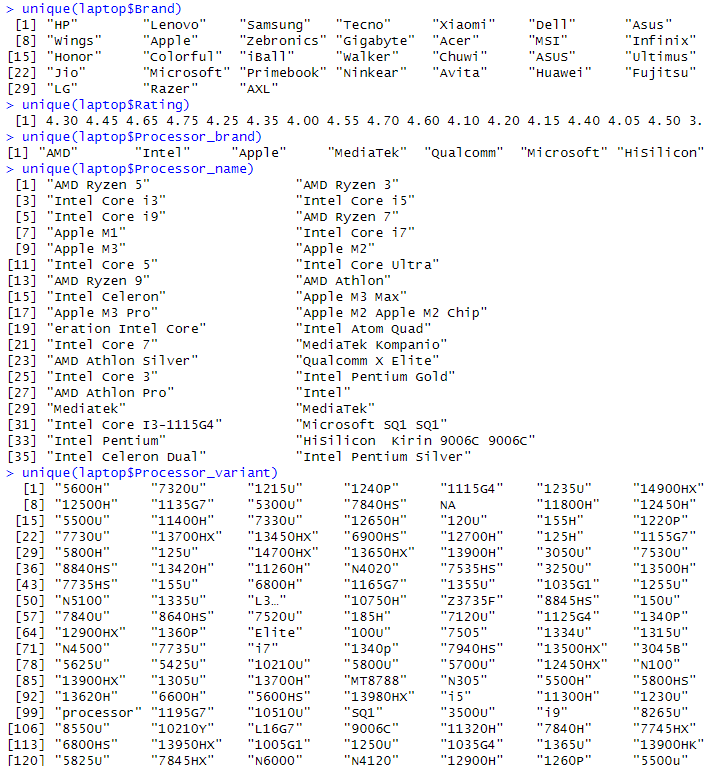 > unique(laptop$Brand)
[1] "HP" "Lenovo" "Samsung" "Tecno" "Xiaomi" "Dell" "Asus"
[8] "Wings" "Apple" "Zebronics" "Gigabyte" "Acer" "MSI" "Infinix"
[15] "Honor" "Colorful" "iBall" "Walker" "Chuwi" "ASUS" "Ultimus"
[22] "Jio" "Microsoft" "Primebook" "Ninkear" "Avita" "Huawei" "Fujitsu"
[29] "LG" "Razer" "AXL"
> unique(laptop$Rating)
[1] 4.30 4.45 4.65 4.75 4.25 4.35 4.00 4.55 4.70 4.60 4.10 4.20 4.15 4.40 4.05 4.50 3.
> unique(laptop$Processor_brand)
[1] "AMD" "Intel" "Apple" "MediaTek" "Qualcomm" "Microsoft" "HiSilicon"
> unique(laptop$Processor_name)
[1] "AMD Ryzen 5" "AMD Ryzen 3"
[3] "Intel Core i3" "Intel Core i5"
[5] "Intel Core i9" "AMD Ryzen 7"
[7] "Apple M1" "Intel Core i7"
[9] "Apple M3" "Apple M2"
[11] "Intel Core 5" "Intel Core Ultra"
[13] "AMD Ryzen 9" "AMD Athlon"
[15] "Intel Celeron" "Apple M3 Max"
[17] "Apple M3 Pro" "Apple M2 Apple M2 Chip"
[19] "eration Intel Core" "Intel Atom Quad"
[21] "Intel Core 7" "MediaTek Kompanio"
[23] "AMD Athlon Silver" "Qualcomm X Elite"
[25] "Intel Core 3" "Intel Pentium Gold"
[27] "AMD Athlon Pro" "Intel"
[29] "Mediatek" "MediaTek"
[31] "Intel Core I3-1115G4" "Microsoft SQ1 SQ1"
[33] "Intel Pentium" "HiSilicon  Kirin 9006C 9006C"
[35] "Intel Celeron Dual" "Intel Pentium Silver"
> unique(laptop$Processor_variant)
[1] "5600H" "7320U" "1215U" "1240P" "1115G4" "1235U" "14900HX"
[8] "12500H" "1135G7" "5300U" "7840HS" NA "11800H" "12450H"
[15] "5500U" "11400H" "7330U" "12650H" "120U" "155H" "1220P"
[22] "7730U" "13700HX" "13450HX" "6900HS" "12700H" "125H" "1155G7"
[29] "5800H" "125U" "14700HX" "13650HX" "13900H" "3050U" "7530U"
[36] "8840HS" "13420H" "11260H" "N4020" "7535HS" "3250U" "13500H"
[43] "7735HS" "155U" "6800H" "1165G7" "1355U" "1035G1" "1255U"
[50] "N5100" "1335U" "L3…" "10750H" "Z3735F" "8845HS" "150U"
[57] "7840U" "8640HS" "7520U" "185H" "7120U" "1125G4" "1340P"
[64] "12900HX" "1360P" "Elite" "100U" "7505" "1334U" "1315U"
[71] "N4500" "7735U" "i7" "1340p" "7940HS" "13500HX" "3045B"
[78] "5625U" "5425U" "10210U" "5800U" "5700U" "12450HX" "N100"
[85] "13900HX" "1305U" "13700H" "MT8788" "N305" "5500H" "5800HS"
[92] "13620H" "6600H" "5600HS" "13980HX" "i5" "11300H" "1230U"
[99] "processor" "1195G7" "10510U" "SQ1" "3500U" "i9" "8265U"
[106] "8550U" "10210Y" "L16G7" "9006C" "11320H" "7840H" "7745HX"
[113] "6800HS" "13950HX" "1005G1" "1250U" "1035G4" "1365U" "13900HK"
[120] "5825U" "7845HX" "N6000" "N4120" "12900H" "1260P" "5500u"